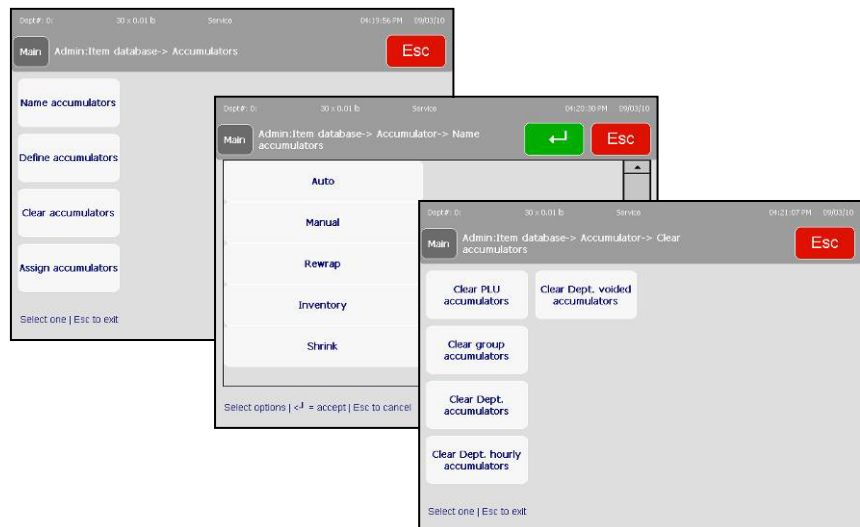 Dept#: 0: 30 x 0.01 lb Service 04:19:56 PM 09/03/10
Main Admin:Item database-> Accumulators Esc
Name accumulators
Define accumulators
Clear accumulators
Assign accumulators
Select one | Esc to exit
Dept#: 0: 30 x 0.01 lb Service 04:20:30 PM 09/03/10
Main Admin:Item database-> Accumulator-> Name
accumulators
Esc
Auto
Manual
Rewrap
Inventory
Shrink
Select options | <┘ = accept | Esc to cancel
Dept#: 0: 30 x 0.01 lb Service 04:21:07 PM 09/03/10
Main Admin:Item database-> Accumulator-> Clear
accumulators
Esc
Clear PLU
accumulators
Clear Dept. voided
accumulators
Clear group
accumulators
Clear Dept.
accumulators
Clear Dept. hourly
accumulators
Select one | Esc to exit